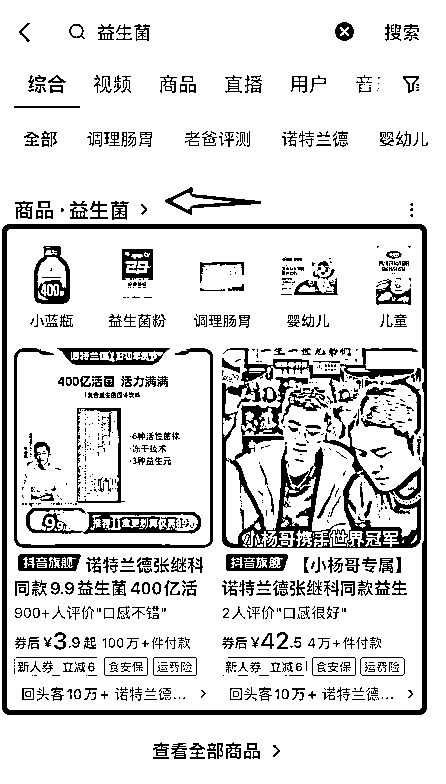 益生菌
搜索
综合 视频 商品 直播 用户 音
全部 调理肠胃 老爸评测 诺特兰德 婴幼儿
商品·益生菌
400
小蓝瓶 益生菌粉 调理肠胃 婴幼儿 儿童
400亿活菌 活力满满
·6种活性菌株
·冻干技术
·3种益生元
小杨哥携手世界冠军
抖音旗舰 诺特兰德张继科
同款9.9益生菌400亿活
900+人评价"口感不错"
券后 ¥3.9起 100万+件付款
新人券 立减6 食安保 运费险
回头客10万+ 诺特兰德...
抖音旗舰 【小杨哥专属】
诺特兰德张继科同款益生
2人评价"口感很好"
券后 ¥42.5 4万+件付款
新人券 立减6 食安保 运费险
回头客10万+ 诺特兰德...
查看全部商品